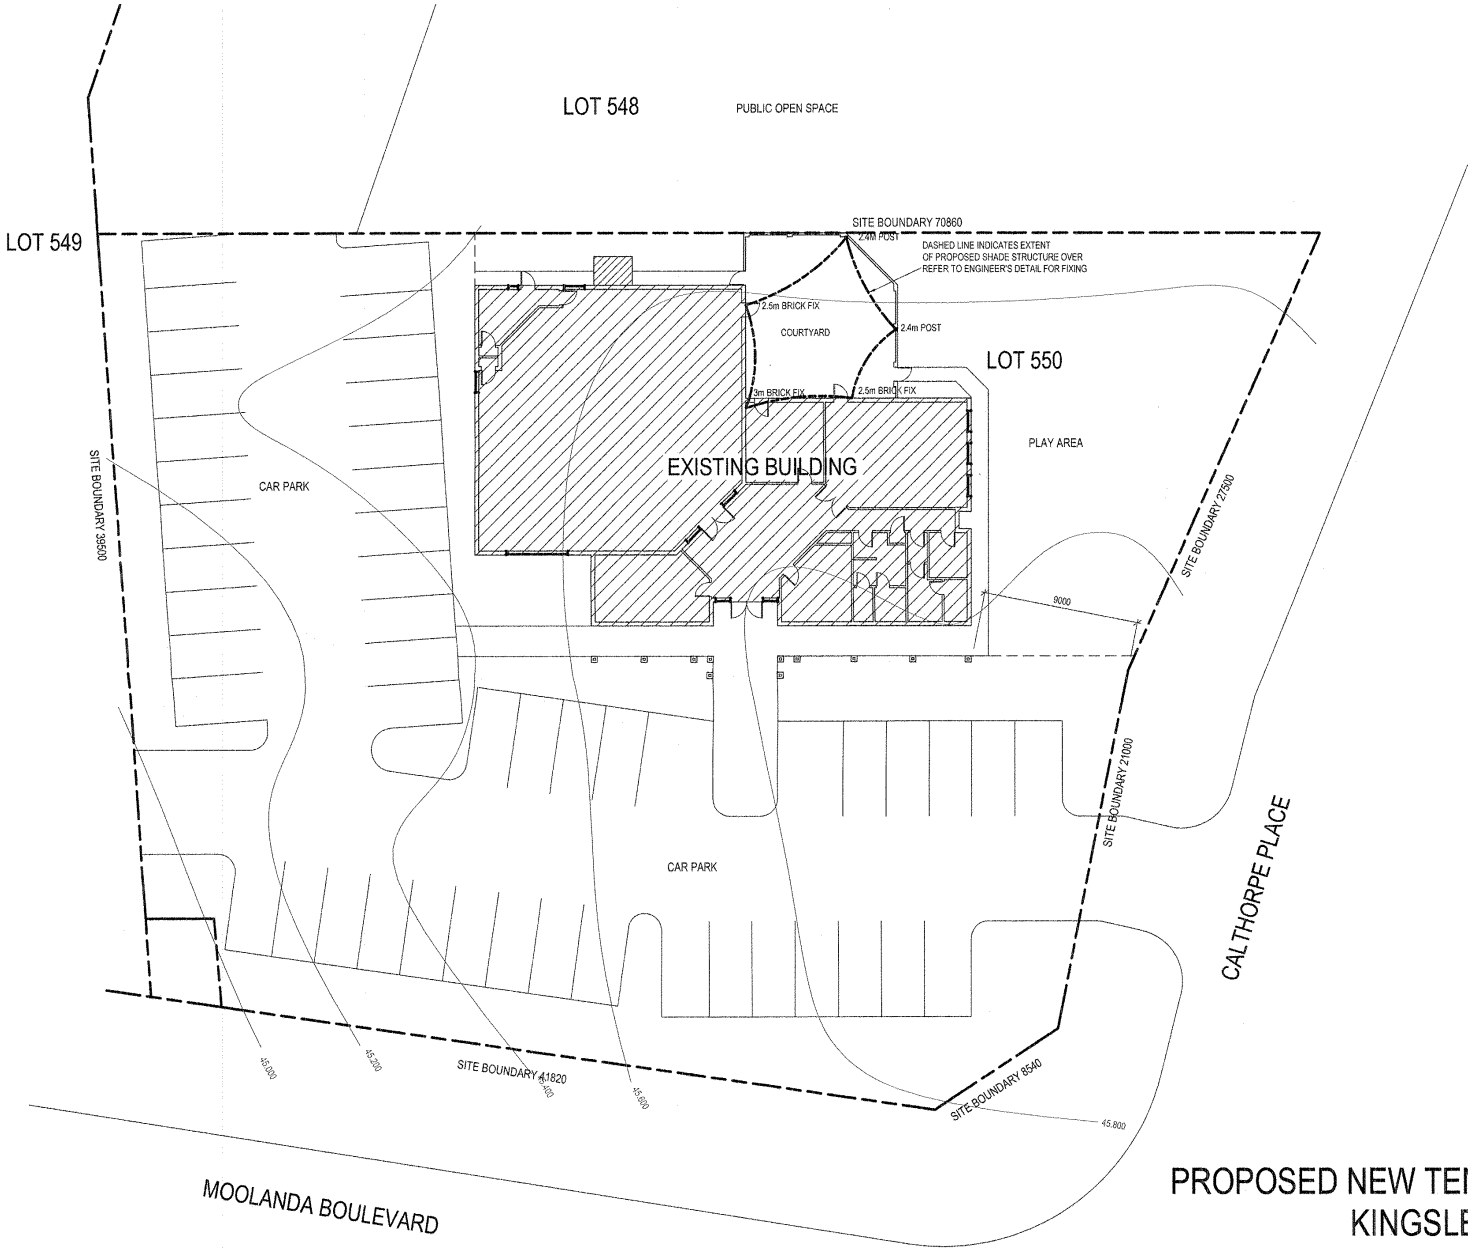 LOT 548
PUBLIC OPEN SPACE
LOT 549
SITE BOUNDARY 70860
2.4M POST
DASHED LINE INDICATES EXTENT
OF PROPOSED SHADE STRUCTURE OVER
REFER TO ENGINEER'S DETAIL FOR FIXING
2.5m BRICK FIX
COURTYARD
2.4m POST
LOT 550
3m BRICK FIX
2.5m BRICK FIX
PLAY AREA
EXISTING BUILDING
CAR PARK
SITE BOUNDARY 39500
SITE BOUNDARY 27500
9000
SITE BOUNDARY 21000
CAR PARK
CALTHORPE PLACE
45.000
45.200
SITE BOUNDARY 41820
45.400
45.600
SITE BOUNDARY 8540
45.800
MOOLANDA BOULEVARD
PROPOSED NEW TE
KINGSLE